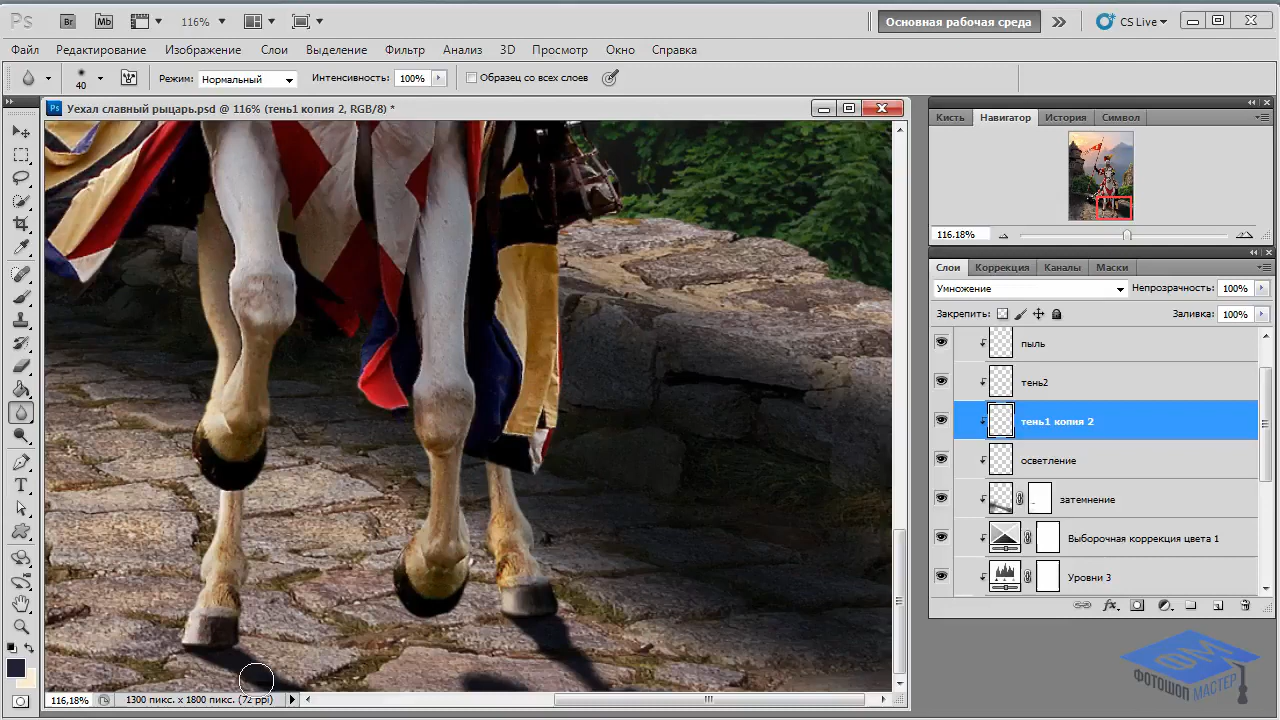 Ps Br Mb 116% Основная рабочая среда CS Live
Файл Редактирование Изображение Слои Выделение Фильтр Анализ 3D Просмотр Окно Справка
40 Режим: Нормальный Интенсивность: 100% Образец со всех слоев
Ps Уехал славный рыцарь.psd @ 116% (тень1 копия 2, RGB/8) *
Кисть Навигатор История Символ
116.18%
Слои Коррекция Каналы Маски
Умножение Непрозрачность: 100%
Закрепить: Заливка: 100%
пыль
тень2
тень1 копия 2
осветление
затемнение
Выборочная коррекция цвета 1
Уровни 3
fx
T
116,18% 1300 пикс. x 1800 пикс. (72 ppi)
ФМ
ФОТОШОП
МАСТЕР